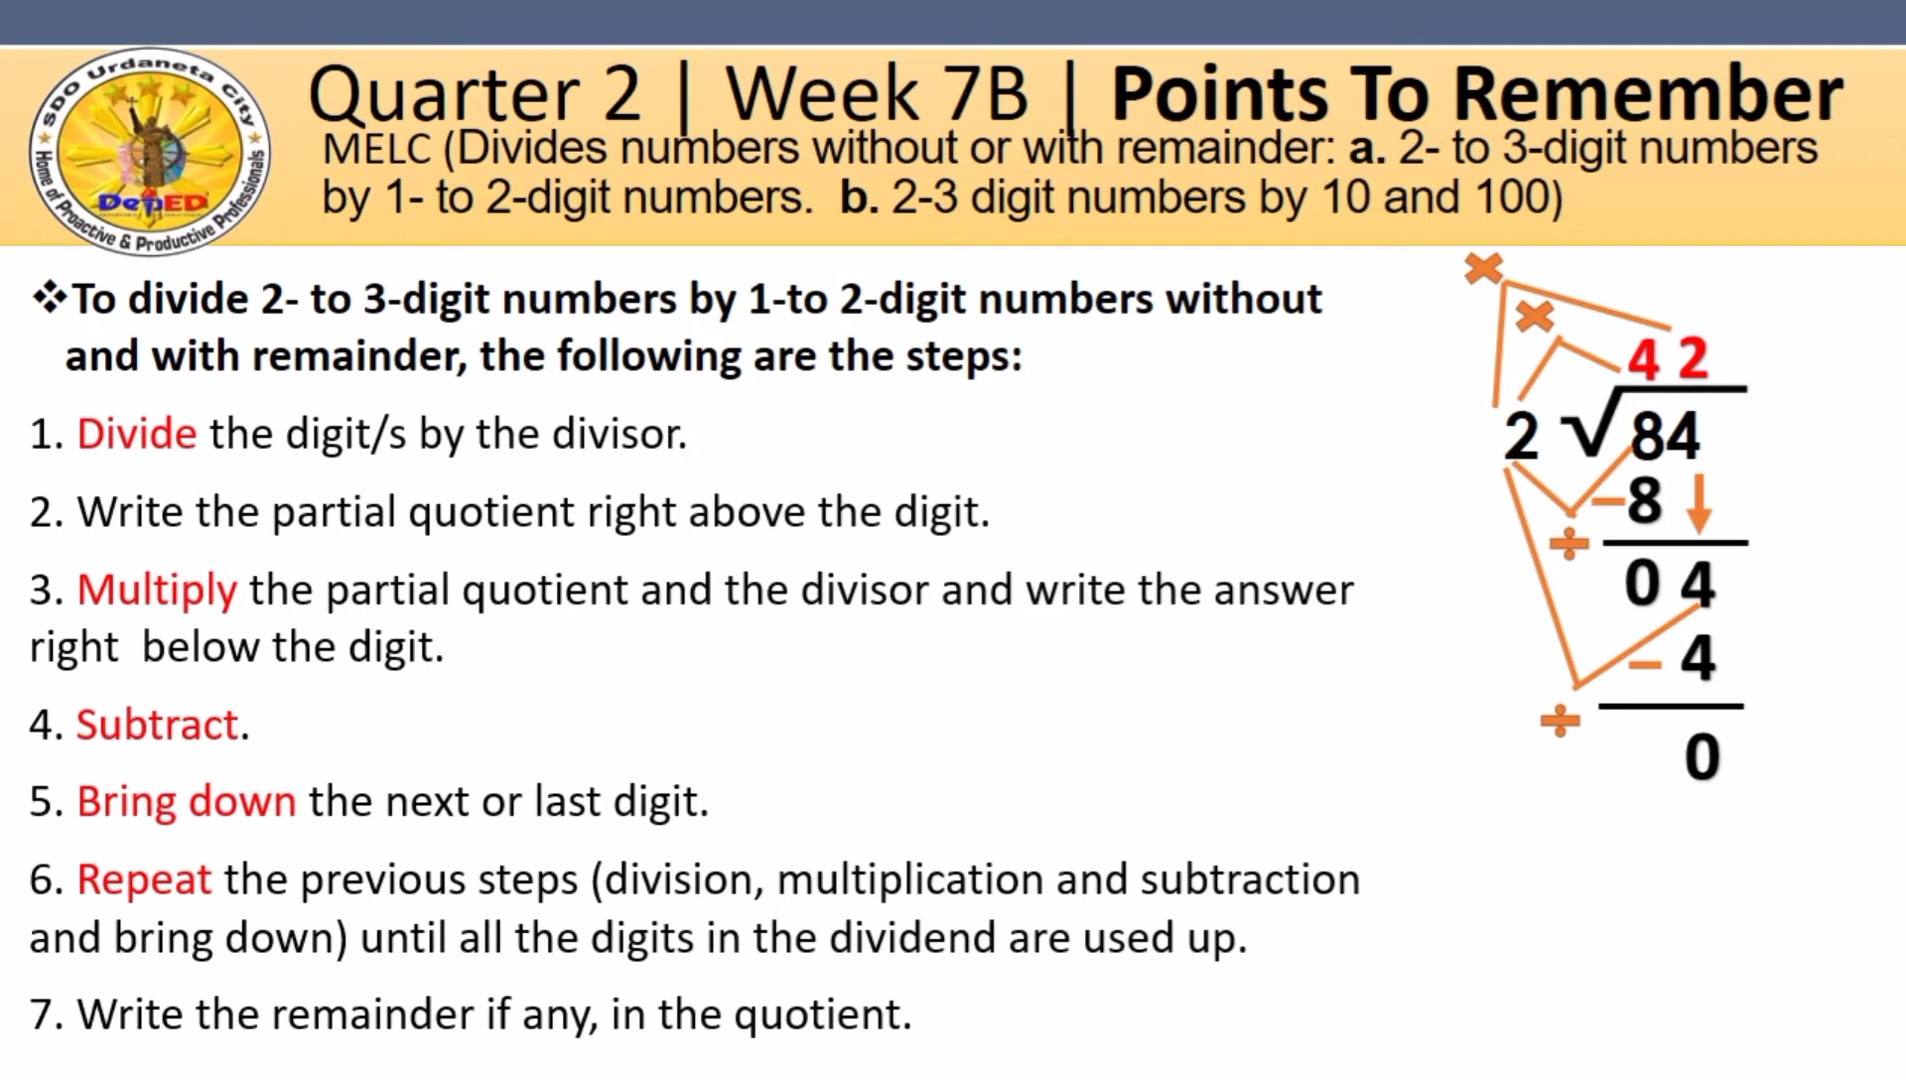 SDO Urdaneta City
Home of Proactive & Productive Professionals
DepED
Quarter 2 | Week 7B | Points To Remember
MELC (Divides numbers without or with remainder: a. 2- to 3-digit numbers
by 1- to 2-digit numbers. b. 2-3 digit numbers by 10 and 100)
❖To divide 2- to 3-digit numbers by 1-to 2-digit numbers without
and with remainder, the following are the steps:
1. Divide the digit/s by the divisor.
2. Write the partial quotient right above the digit.
3. Multiply the partial quotient and the divisor and write the answer
right below the digit.
4. Subtract.
5. Bring down the next or last digit.
6. Repeat the previous steps (division, multiplication and subtraction
and bring down) until all the digits in the dividend are used up.
7. Write the remainder if any, in the quotient.
×
×
4 2
2 √84
–8 ↓
÷
0 4
– 4
÷
0